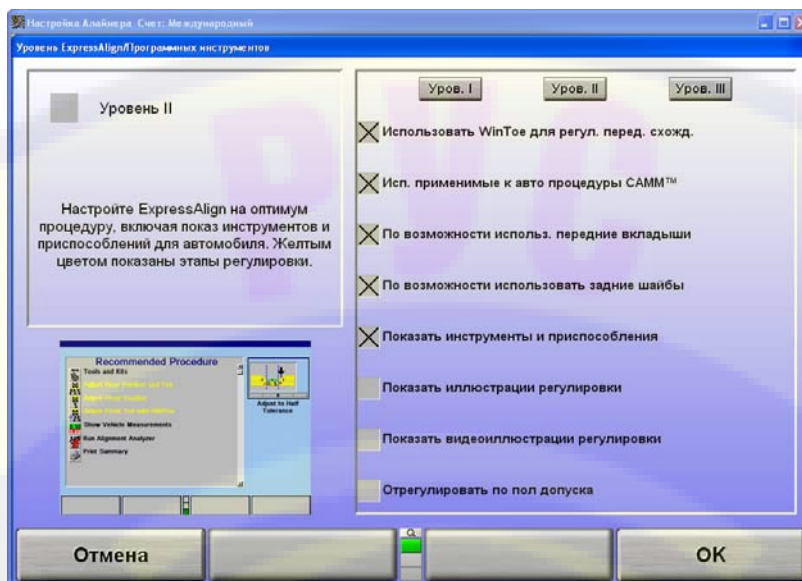 Настройка Алайнера Счет: Международный
Уровень ExpressAlign/Программных инструментов
Уровень II
Настройте ExpressAlign на оптимум
процедуру, включая показ инструментов и
приспособлений для автомобиля. Желтым
цветом показаны этапы регулировки.
Recommended Procedure
Tools and Kits
Show Vehicle Measurements
Run Alignment Analyzer
Print Summary
Adjust to Half
Tolerance
Уров. I
Уров. II
Уров. III
Использовать WinToe для регул. перед. схожд.
Исп. применимые к авто процедуры CAMM™
По возможности использ. передние вкладыши
По возможности использовать задние шайбы
Показать инструменты и приспособления
Показать иллюстрации регулировки
Показать видеоиллюстрации регулировки
Отрегулировать по пол допуска
Отмена
OK
РУС